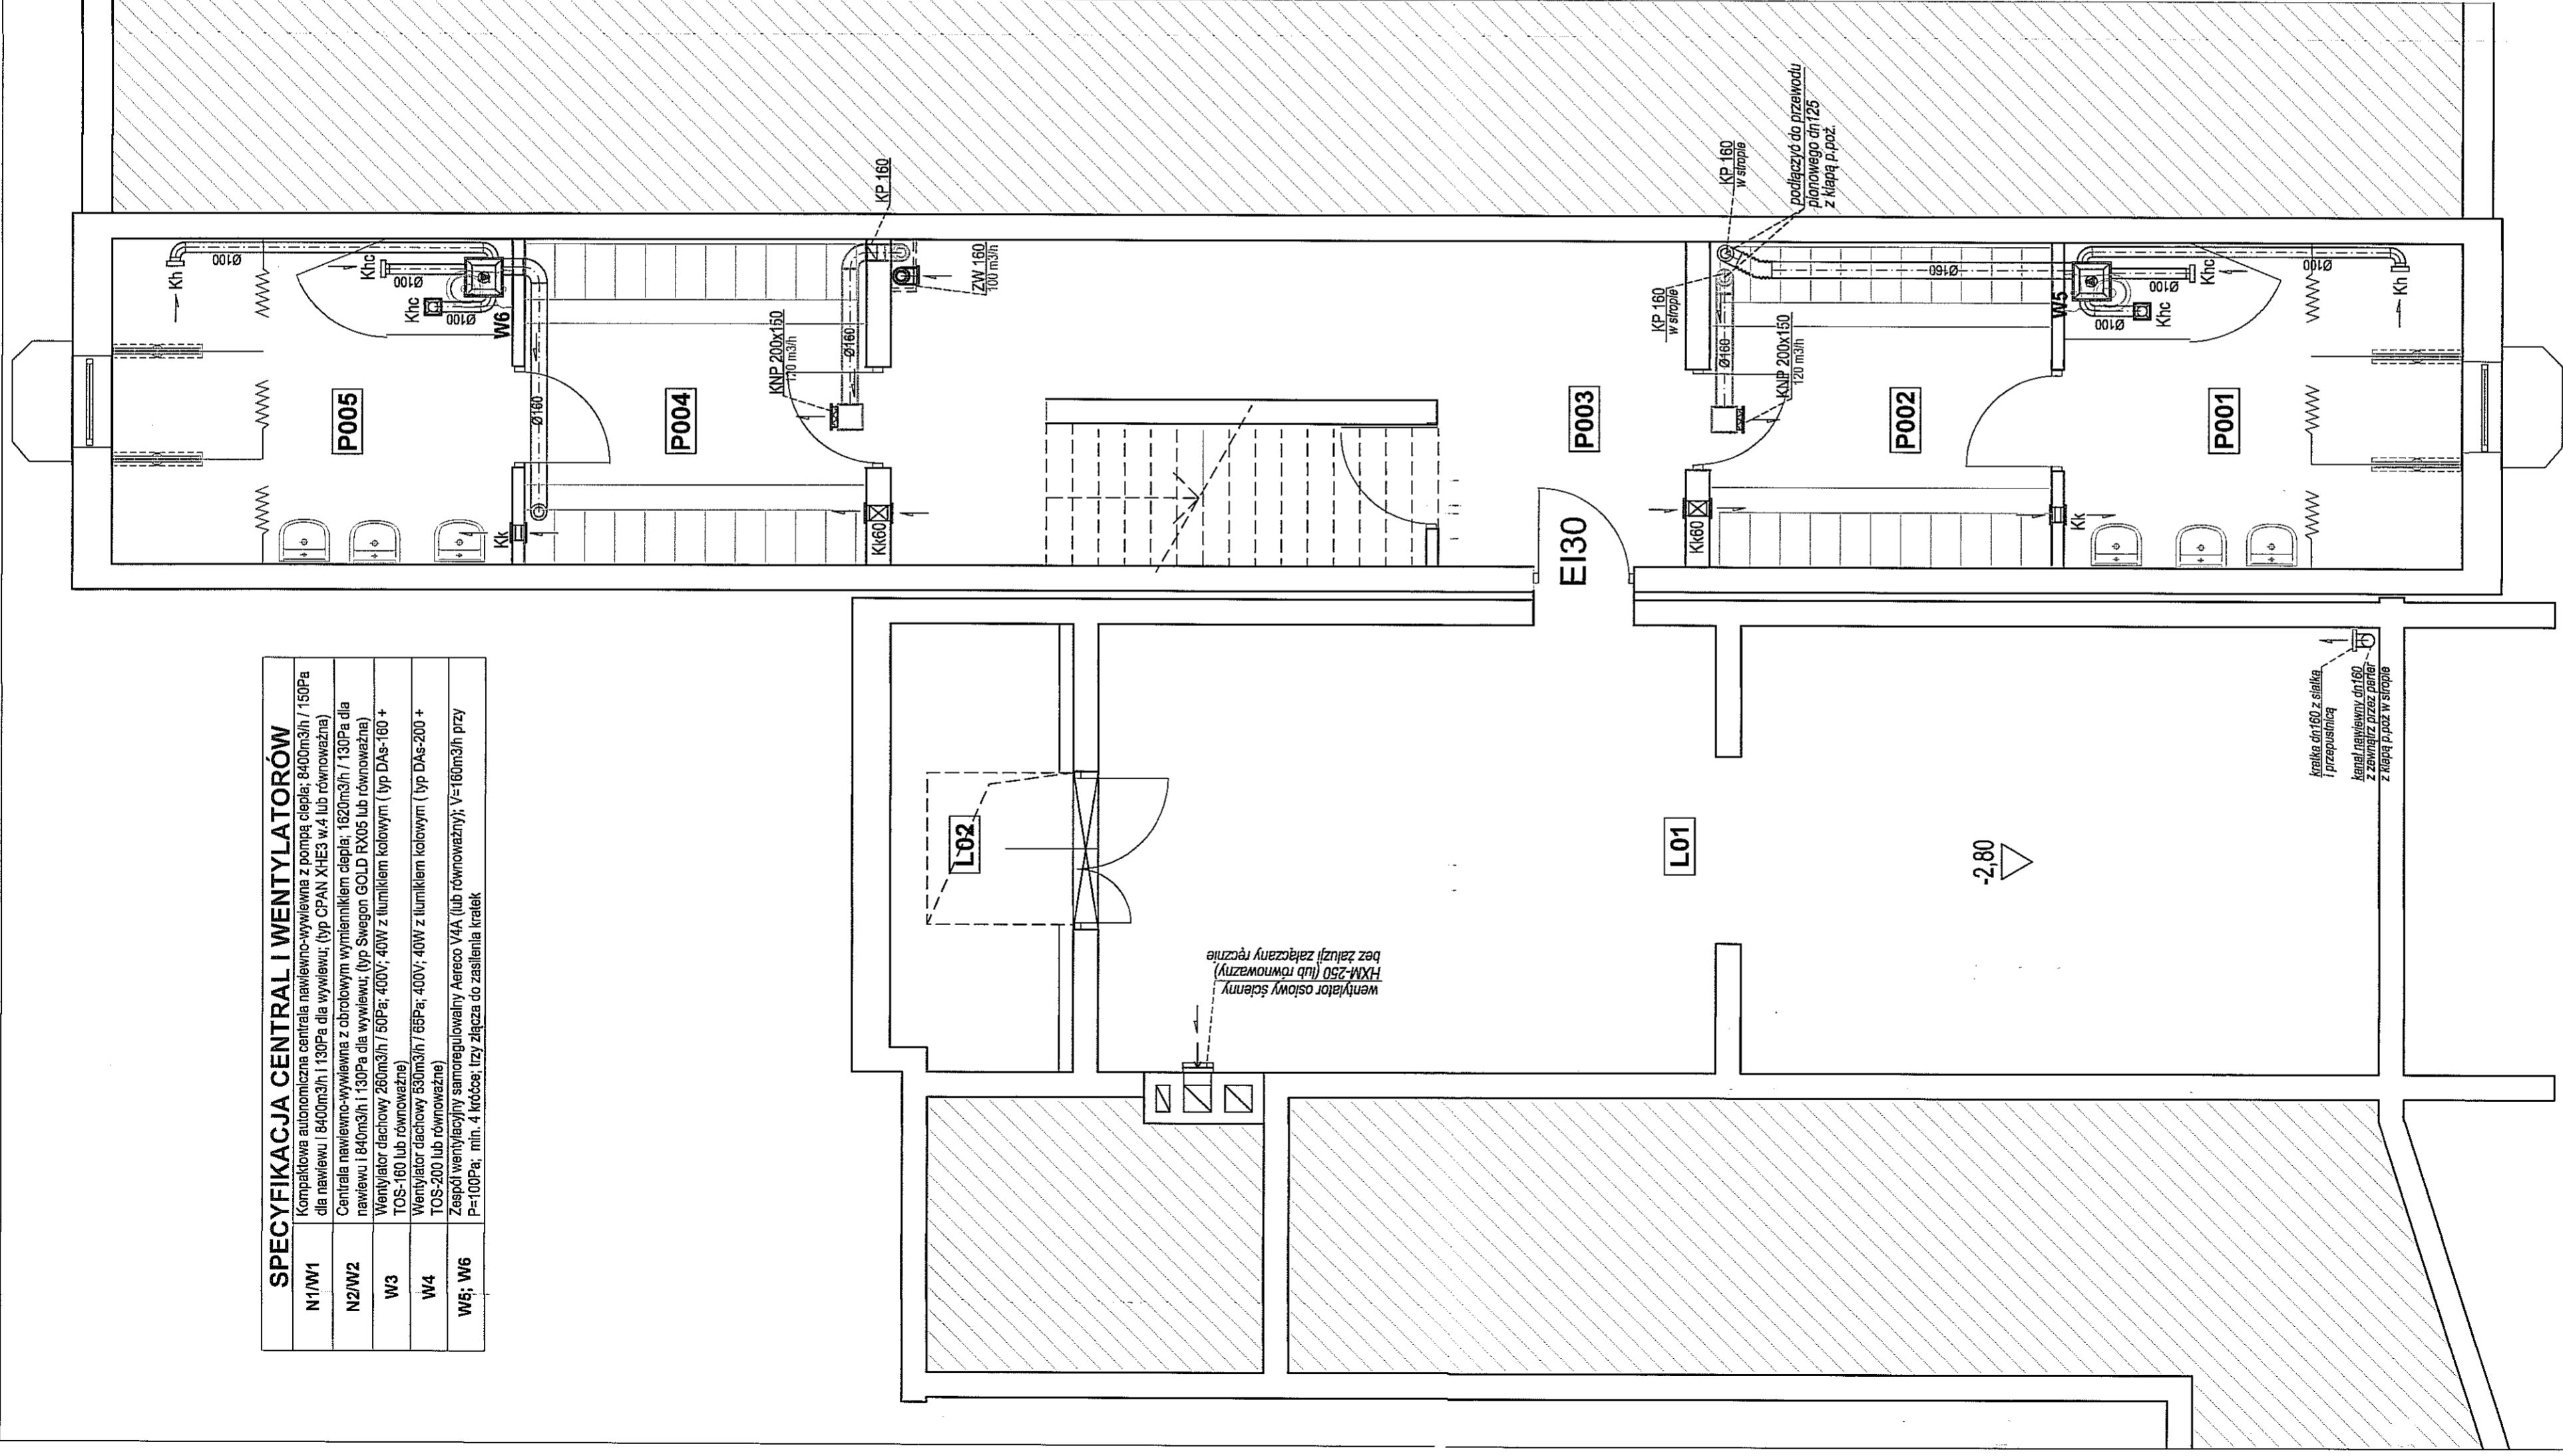 SPECYFIKACJA CENTRAL I WENTYLATORÓW
N1/W1
Kompaktowa autonomiczna centrala nawiewno-wywiewna z pompą ciepła; 8400m3/h / 150Pa
dla nawiewu i 8400m3/h i 130Pa dla wywiewu; (typ CPAN XHE3 w.4 lub równoważna)
N2/W2
Centrala nawiewno-wywiewna z obrotowym wymiennikiem ciepła; 1620m3/h / 130Pa dla
nawiewu i 840m3/h i 130Pa dla wywiewu; (typ Swegon GOLD RX05 lub równoważna)
W3
Wentylator dachowy 260m3/h / 50Pa; 400V; 40W z tłumikiem kołowym ( typ DAs-160 +
TOS-160 lub równoważne)
W4
Wentylator dachowy 530m3/h / 65Pa; 400V; 40W z tłumikiem kołowym ( typ DAs-200 +
TOS-200 lub równoważne)
W5; W6
Zespół wentylacyjny samoregulowalny Aereco V4A (lub równoważny); V=160m3/h przy
P=100Pa; min. 4 króćce; trzy złącza do zasilenia kratek
Kh
Ø100
Khc
Ø100
Khc
Ø100
W6
P005
Kk
Ø160
P004
KNP 200x150
120 m3/h
Ø160
Kk60
KP 160
ZW 160
100 m3/h
P003
EI30
KP 160
w stropie
KP 160
w stropie
podłączyć do przewodu
pionowego dn125
z klapą p.poż.
Ø160
KNP 200x150
120 m3/h
Kk60
Ø160
P002
W5
Kk
Ø100
Khc
Ø100
Khc
Ø100
Kh
P001
L02
L01
-2,80
wentylator osiowy ścienny
HXM-250 (lub równoważny)
bez żaluzji załączany ręcznie
kratka dn160 z siatką
i przepustnicą
kanał nawiewny dn160
z zewnątrz przez parter
z klapą p.poż w stropie